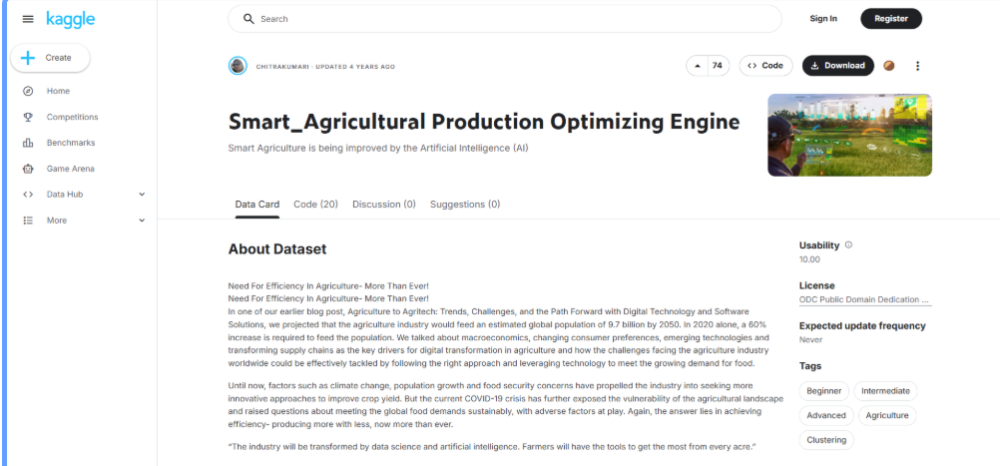 kaggle
Search
Sign In
Register
Create
CHITRAKUMARI · UPDATED 4 YEARS AGO
74
<> Code
Download
Home
Competitions
Benchmarks
Game Arena
Data Hub
More
Smart_Agricultural Production Optimizing Engine
Smart Agriculture is being improved by the Artificial Intelligence (AI)
Data Card
Code (20)
Discussion (0)
Suggestions (0)
About Dataset
Need For Efficiency In Agriculture- More Than Ever!
Need For Efficiency In Agriculture- More Than Ever!
In one of our earlier blog post, Agriculture to Agritech: Trends, Challenges, and the Path Forward with Digital Technology and Software
Solutions, we projected that the agriculture industry would feed an estimated global population of 9.7 billion by 2050. In 2020 alone, a 60%
increase is required to feed the population. We talked about macroeconomics, changing consumer preferences, emerging technologies and
transforming supply chains as the key drivers for digital transformation in agriculture and how the challenges facing the agriculture industry
worldwide could be effectively tackled by following the right approach and leveraging technology to meet the growing demand for food.
Until now, factors such as climate change, population growth and food security concerns have propelled the industry into seeking more
innovative approaches to improve crop yield. But the current COVID-19 crisis has further exposed the vulnerability of the agricultural landscape
and raised questions about meeting the global food demands sustainably, with adverse factors at play. Again, the answer lies in achieving
efficiency- producing more with less, now more than ever.
“The industry will be transformed by data science and artificial intelligence. Farmers will have the tools to get the most from every acre.”
Usability
10.00
License
ODC Public Domain Dedication ...
Expected update frequency
Never
Tags
Beginner
Intermediate
Advanced
Agriculture
Clustering